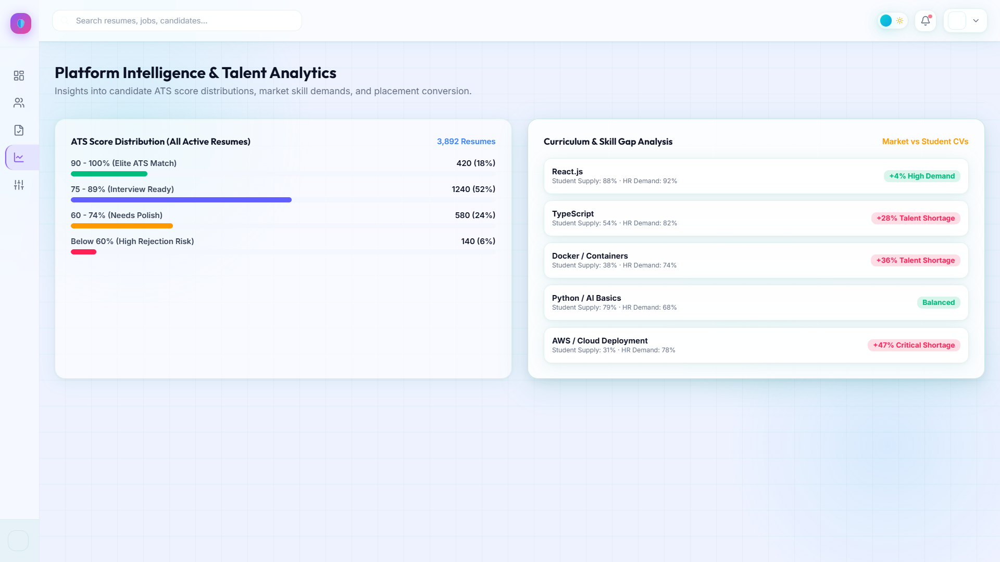 Search resumes, jobs, candidates...
Platform Intelligence & Talent Analytics
Insights into candidate ATS score distributions, market skill demands, and placement conversion.
ATS Score Distribution (All Active Resumes)
3,892 Resumes
90 - 100% (Elite ATS Match)
420 (18%)
75 - 89% (Interview Ready)
1240 (52%)
60 - 74% (Needs Polish)
580 (24%)
Below 60% (High Rejection Risk)
140 (6%)
Curriculum & Skill Gap Analysis
Market vs Student CVs
React.js
Student Supply: 88% · HR Demand: 92%
+4% High Demand
TypeScript
Student Supply: 54% · HR Demand: 82%
+28% Talent Shortage
Docker / Containers
Student Supply: 38% · HR Demand: 74%
+36% Talent Shortage
Python / AI Basics
Student Supply: 79% · HR Demand: 68%
Balanced
AWS / Cloud Deployment
Student Supply: 31% · HR Demand: 78%
+47% Critical Shortage